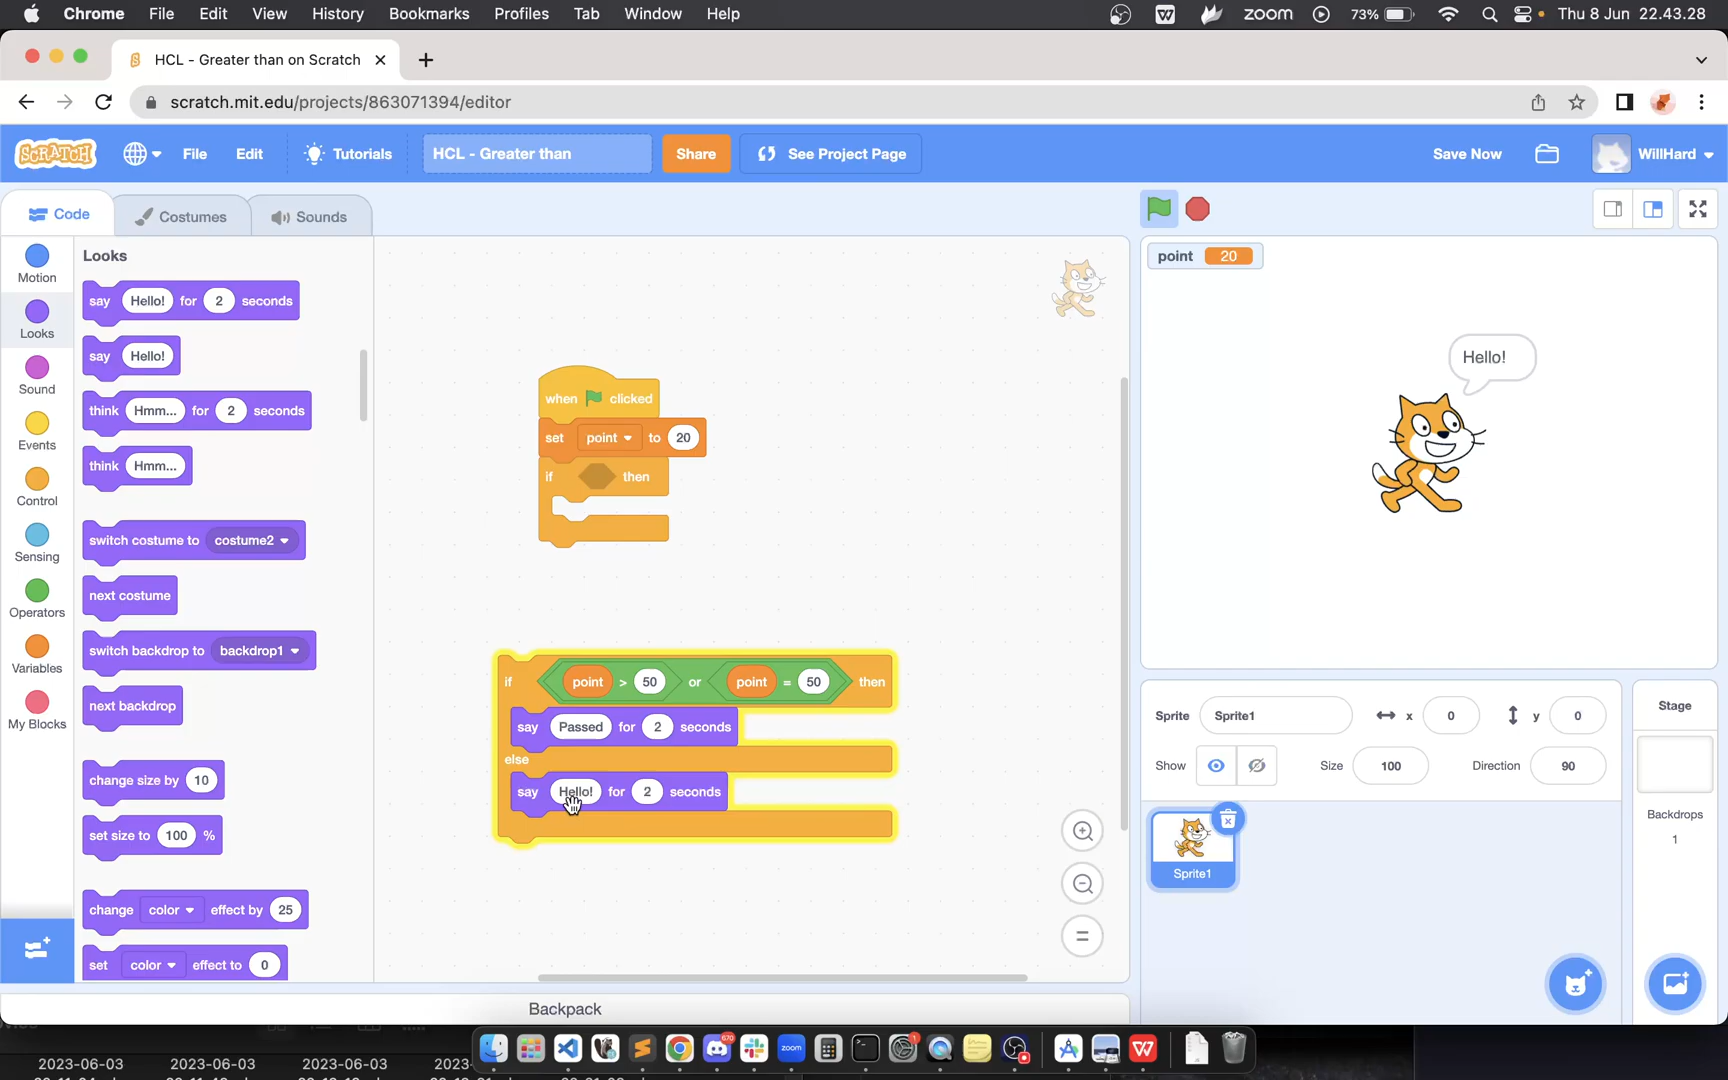 Chrome File Edit View History Bookmarks Profiles Tab Window Help zoom 73% Thu 8 Jun 22.43.28
HCL - Greater than on Scratch
scratch.mit.edu/projects/863071394/editor
SCRATCH File Edit Tutorials HCL - Greater than Share See Project Page Save Now WillHard
Code Costumes Sounds
Motion
Looks
Sound
Events
Control
Sensing
Operators
Variables
My Blocks
Looks
say Hello! for 2 seconds
say Hello!
think Hmm... for 2 seconds
think Hmm...
switch costume to costume2
next costume
switch backdrop to backdrop1
next backdrop
change size by 10
set size to 100 %
change color effect by 25
set color effect to 0
when clicked
set point to 20
if then
if point > 50 or point = 50 then
say Passed for 2 seconds
else
say Hello! for 2 seconds
Backpack
point 20
Hello!
Sprite Sprite1 x 0 y 0
Show Size 100 Direction 90
Sprite1
Stage
Backdrops
1
670
zoom
1
2023-06-03 2023-06-03 2023-06-03 2023-0